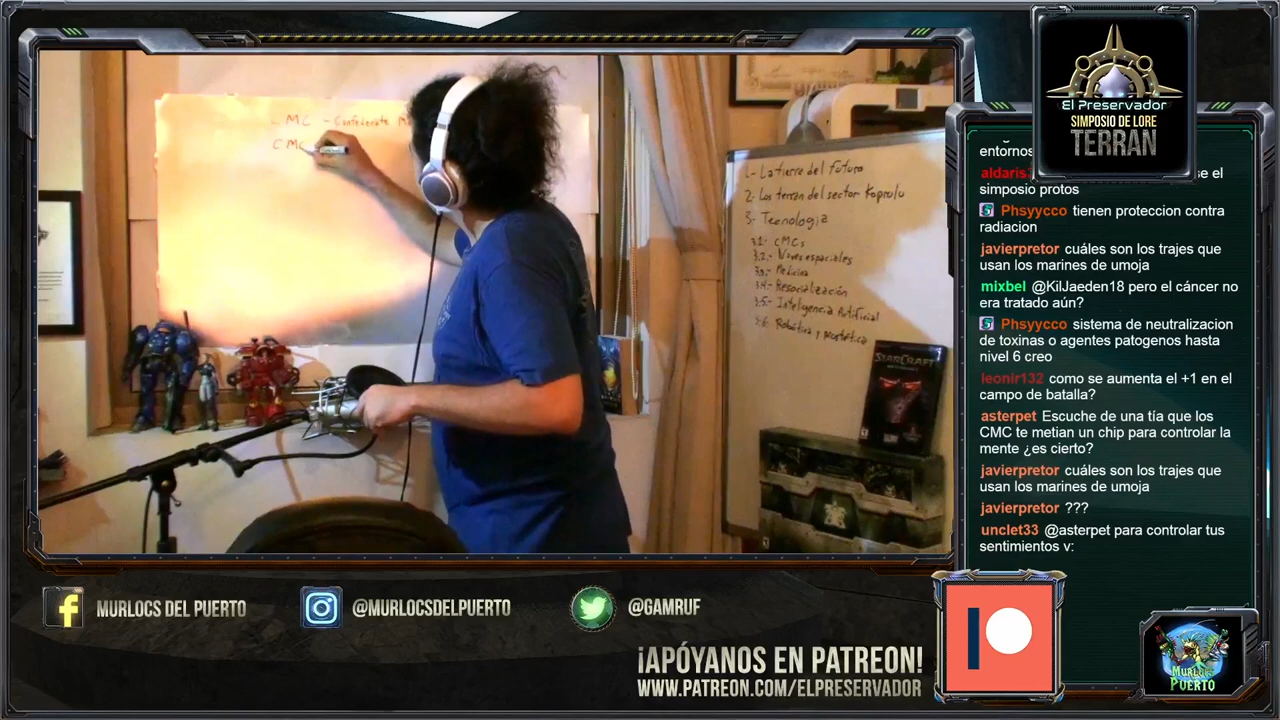 CMC - Confederate M
CMC
1.- La tierra del futuro
2.- Los terran del sector Koprulu
3.- Tecnologia
3.1.- CMCs
3.2.- Naves espaciales
3.3.- Medicina
3.4.- Resocialización
3.5.- Inteligencia Artificial
3.6. Robótica y
STARCRAFT
El Preservador
SIMPOSIO DE LORE
TERRAN
entornos
aldaris se el
simposio protos
Phsyycco tienen proteccion contra
radiacion
javierpretor cuáles son los trajes que
usan los marines de umoja
mixbel @KilJaeden18 pero el cáncer no
era tratado aún?
Phsyycco sistema de neutralizacion
de toxinas o agentes patogenos hasta
nivel 6 creo
leonir132 como se aumenta el +1 en el
campo de batalla?
asterpet Escuche de una tía que los
CMC te metian un chip para controlar la
mente ¿es cierto?
javierpretor cuáles son los trajes que
usan los marines de umoja
javierpretor ???
unclet33 @asterpet para controlar tus
sentimientos v:
MURLOCS DEL PUERTO
@MURLOCSDELPUERTO
@GAMRUF
¡APÓYANOS EN PATREON!
WWW.PATREON.COM/ELPRESERVADOR
MURLOCS
PUERTO